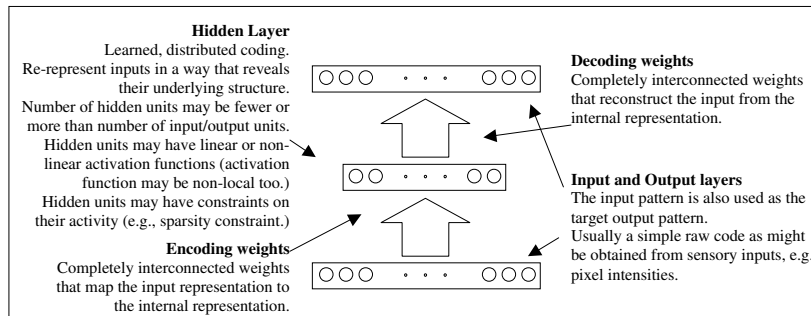 Hidden Layer
Learned, distributed coding.
Re-represent inputs in a way that reveals
their underlying structure.
Number of hidden units may be fewer or
more than number of input/output units.
Hidden units may have linear or non-
linear activation functions (activation
function may be non-local too.)
Hidden units may have constraints on
their activity (e.g., sparsity constraint.)
Encoding weights
Completely interconnected weights
that map the input representation to
the internal representation.
Decoding weights
Completely interconnected weights
that reconstruct the input from the
internal representation.
Input and Output layers
The input pattern is also used as the
target output pattern.
Usually a simple raw code as might
be obtained from sensory inputs, e.g.
pixel intensities.